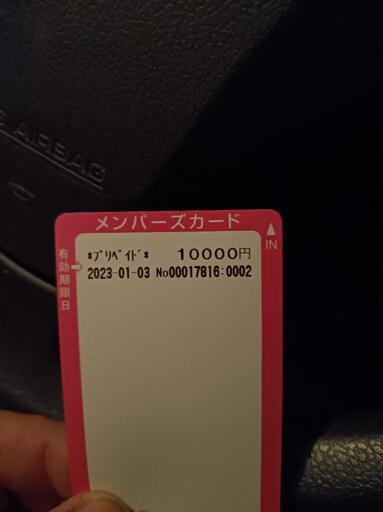 AIRBAG
メンバーズカード
IN
有効期限日
*ﾌﾟﾘﾍﾟｲﾄﾞ* 10000円
2023-01-03 No00017816:0002